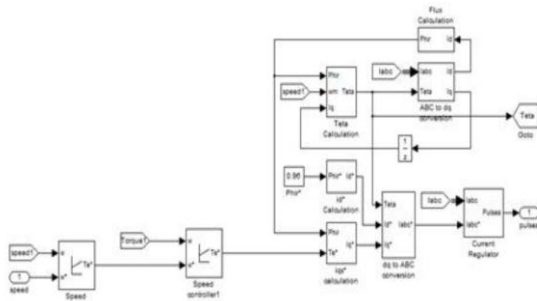 Flux
Calculation
Phir
Id
Iabc
Phir
speed1
wm
Teta
Iq
Teta
Calculation
Iabc
Id
Teta
Iq
ABC to dq
conversion
Teta
Goto
1
z
0.96
Phir*
Phir*
Id*
Id*
Calculation
Teta
Id*
Iabc*
Iq*
dq to ABC
conversion
Phir
Iq*
Te*
iqs* calculation
Iabc
Iabc
Pulses
Iabc*
Current
Regulator
1
pulses
Torque1
w
Te*
w*
Speed
controller1
speed1
1
speed
w
Te*
w*
Speed